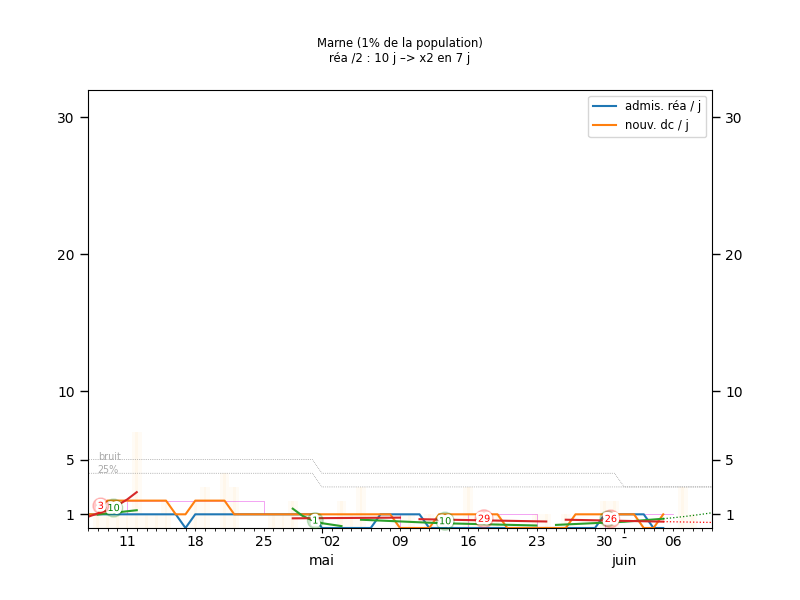 Marne (1% de la population)
réa /2 : 10 j –> x2 en 7 j
admis. réa / j
nouv. dc / j
30 30
20 20
10 10
5 5
1 1
bruit
25%
3 10 -1 10 29 26
11 18 25 02 09 16 23 30 06
mai juin